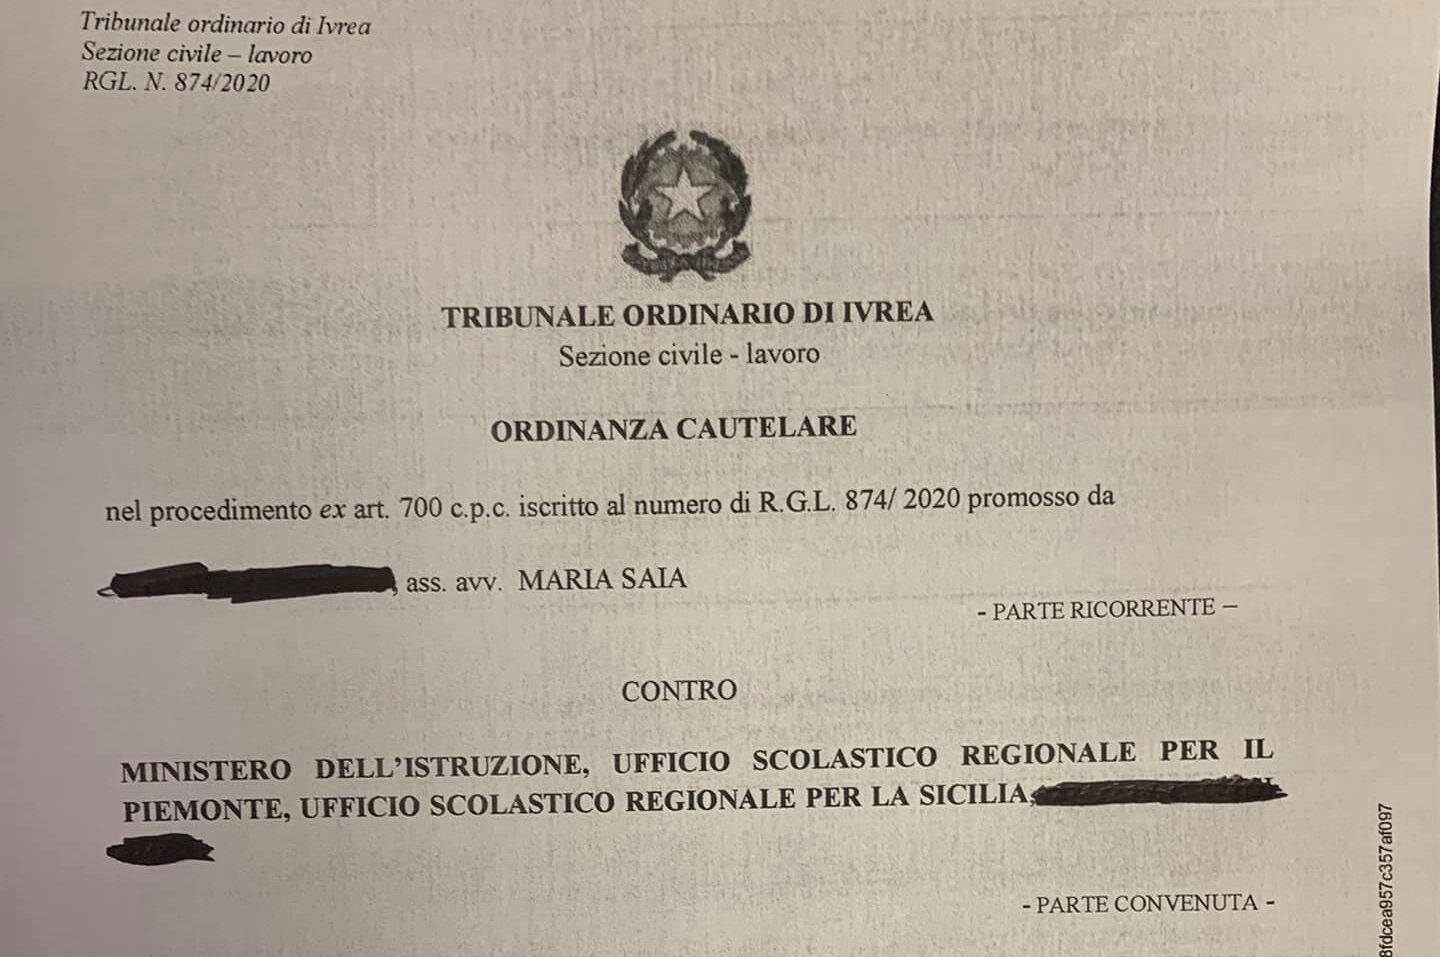 Tribunale ordinario di Ivrea
Sezione civile – lavoro
RGL. N. 874/2020
TRIBUNALE ORDINARIO DI IVREA
Sezione civile - lavoro
ORDINANZA CAUTELARE
nel procedimento ex art. 700 c.p.c. iscritto al numero di R.G.L. 874/ 2020 promosso da
, ass. avv. MARIA SAIA
- PARTE RICORRENTE –
CONTRO
MINISTERO DELL'ISTRUZIONE, UFFICIO SCOLASTICO REGIONALE PER IL
PIEMONTE, UFFICIO SCOLASTICO REGIONALE PER LA SICILIA,
- PARTE CONVENUTA -
8fdcea957c357af097